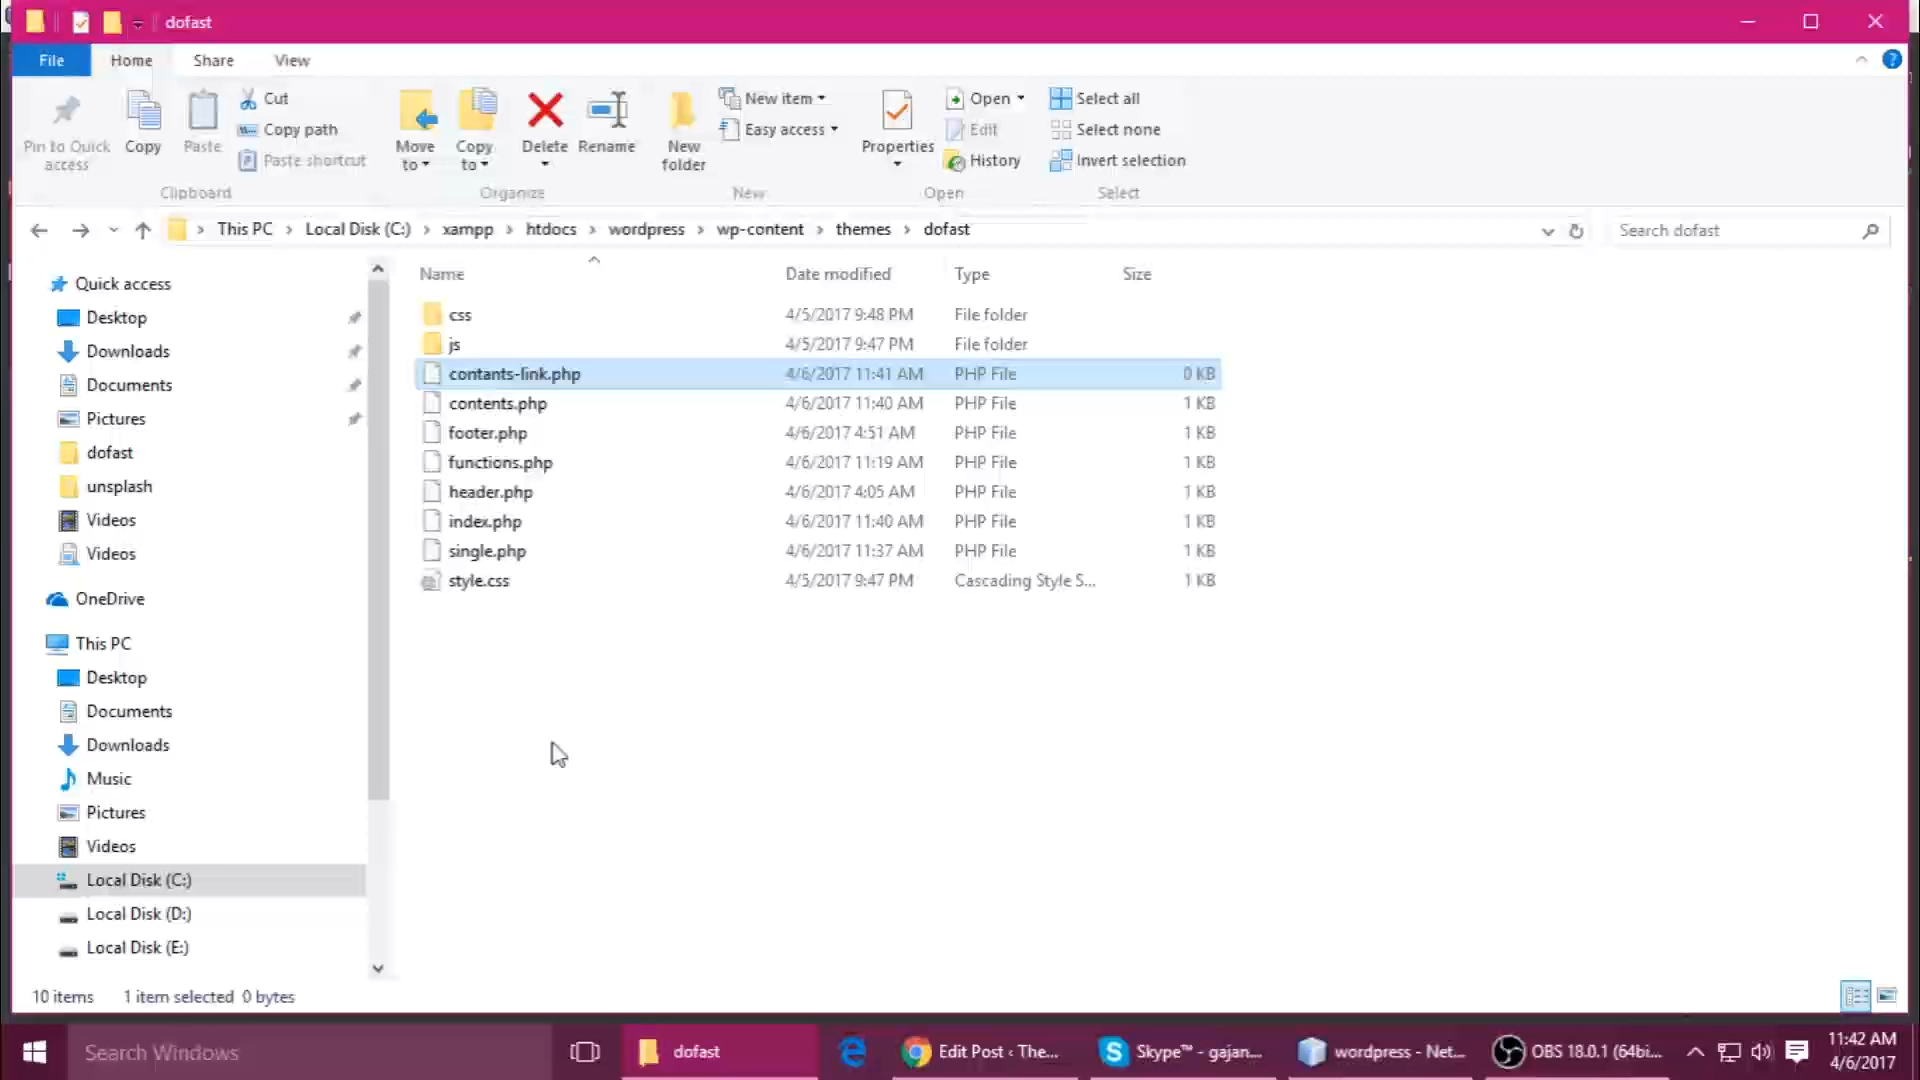 dofast
File Home Share View
Pin to Quick access
Copy
Paste
Cut
Copy path
Paste shortcut
Clipboard
Move to
Copy to
Delete
Rename
Organize
New folder
New item
Easy access
New
Properties
Open
Edit
History
Open
Select all
Select none
Invert selection
Select
This PC > Local Disk (C:) > xampp > htdocs > wordpress > wp-content > themes > dofast
Search dofast
Quick access
Desktop
Downloads
Documents
Pictures
dofast
unsplash
Videos
Videos
OneDrive
This PC
Desktop
Documents
Downloads
Music
Pictures
Videos
Local Disk (C:)
Local Disk (D:)
Local Disk (E:)
Name Date modified Type Size
css 4/5/2017 9:48 PM File folder
js 4/5/2017 9:47 PM File folder
contants-link.php 4/6/2017 11:41 AM PHP File 0 KB
contents.php 4/6/2017 11:40 AM PHP File 1 KB
footer.php 4/6/2017 4:51 AM PHP File 1 KB
functions.php 4/6/2017 11:19 AM PHP File 1 KB
header.php 4/6/2017 4:05 AM PHP File 1 KB
index.php 4/6/2017 11:40 AM PHP File 1 KB
single.php 4/6/2017 11:37 AM PHP File 1 KB
style.css 4/5/2017 9:47 PM Cascading Style S... 1 KB
10 items 1 item selected 0 bytes
Search Windows
dofast
Edit Post ‹ The...
Skype™ - gajan...
wordpress - Net...
OBS 18.0.1 (64bi...
11:42 AM
4/6/2017